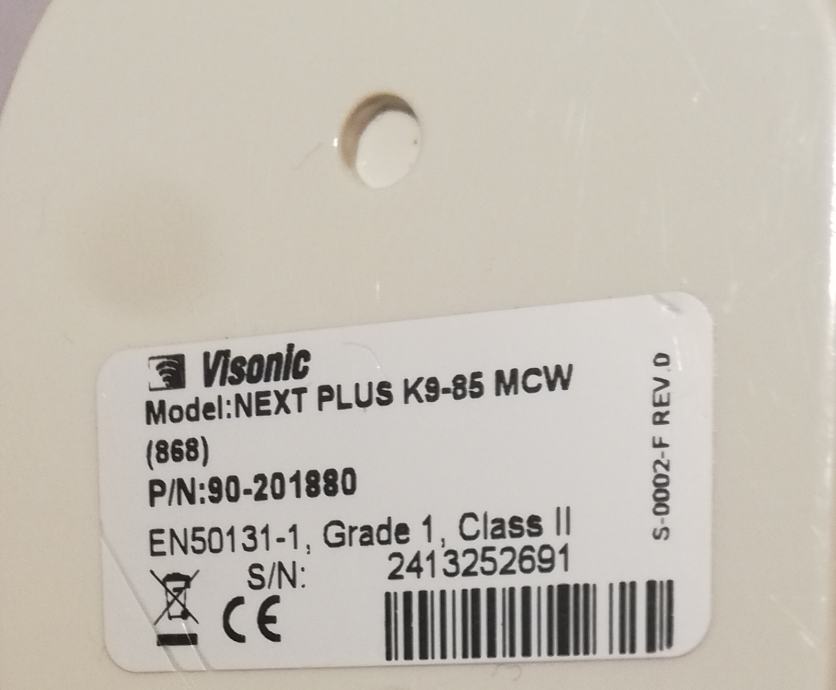 Visonic
Model:NEXT PLUS K9-85 MCW
(868)
P/N:90-201880
EN50131-1, Grade 1, Class II
S/N: 2413252691
CE
S-0002-F REV.D